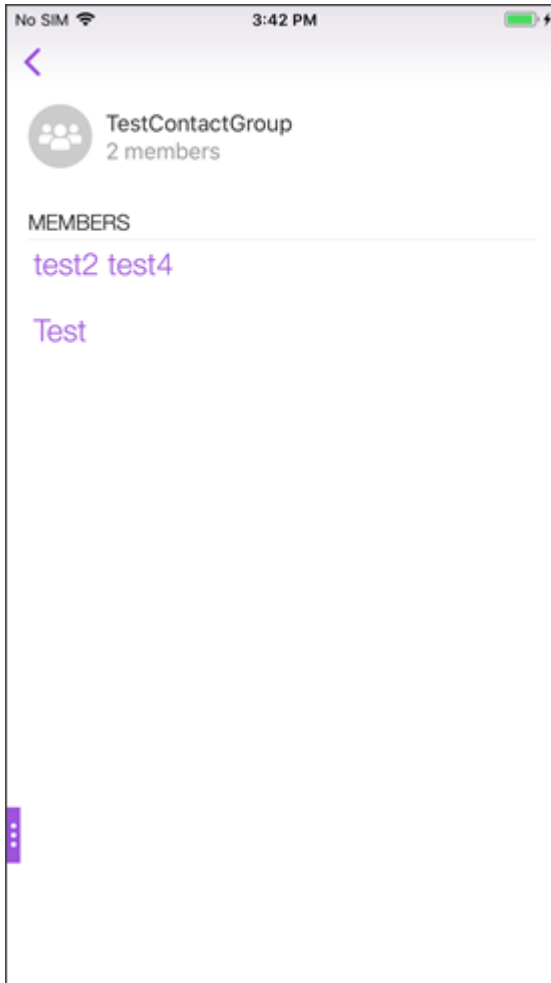 No SIM 3:42 PM
TestContactGroup
2 members
MEMBERS
test2 test4
Test